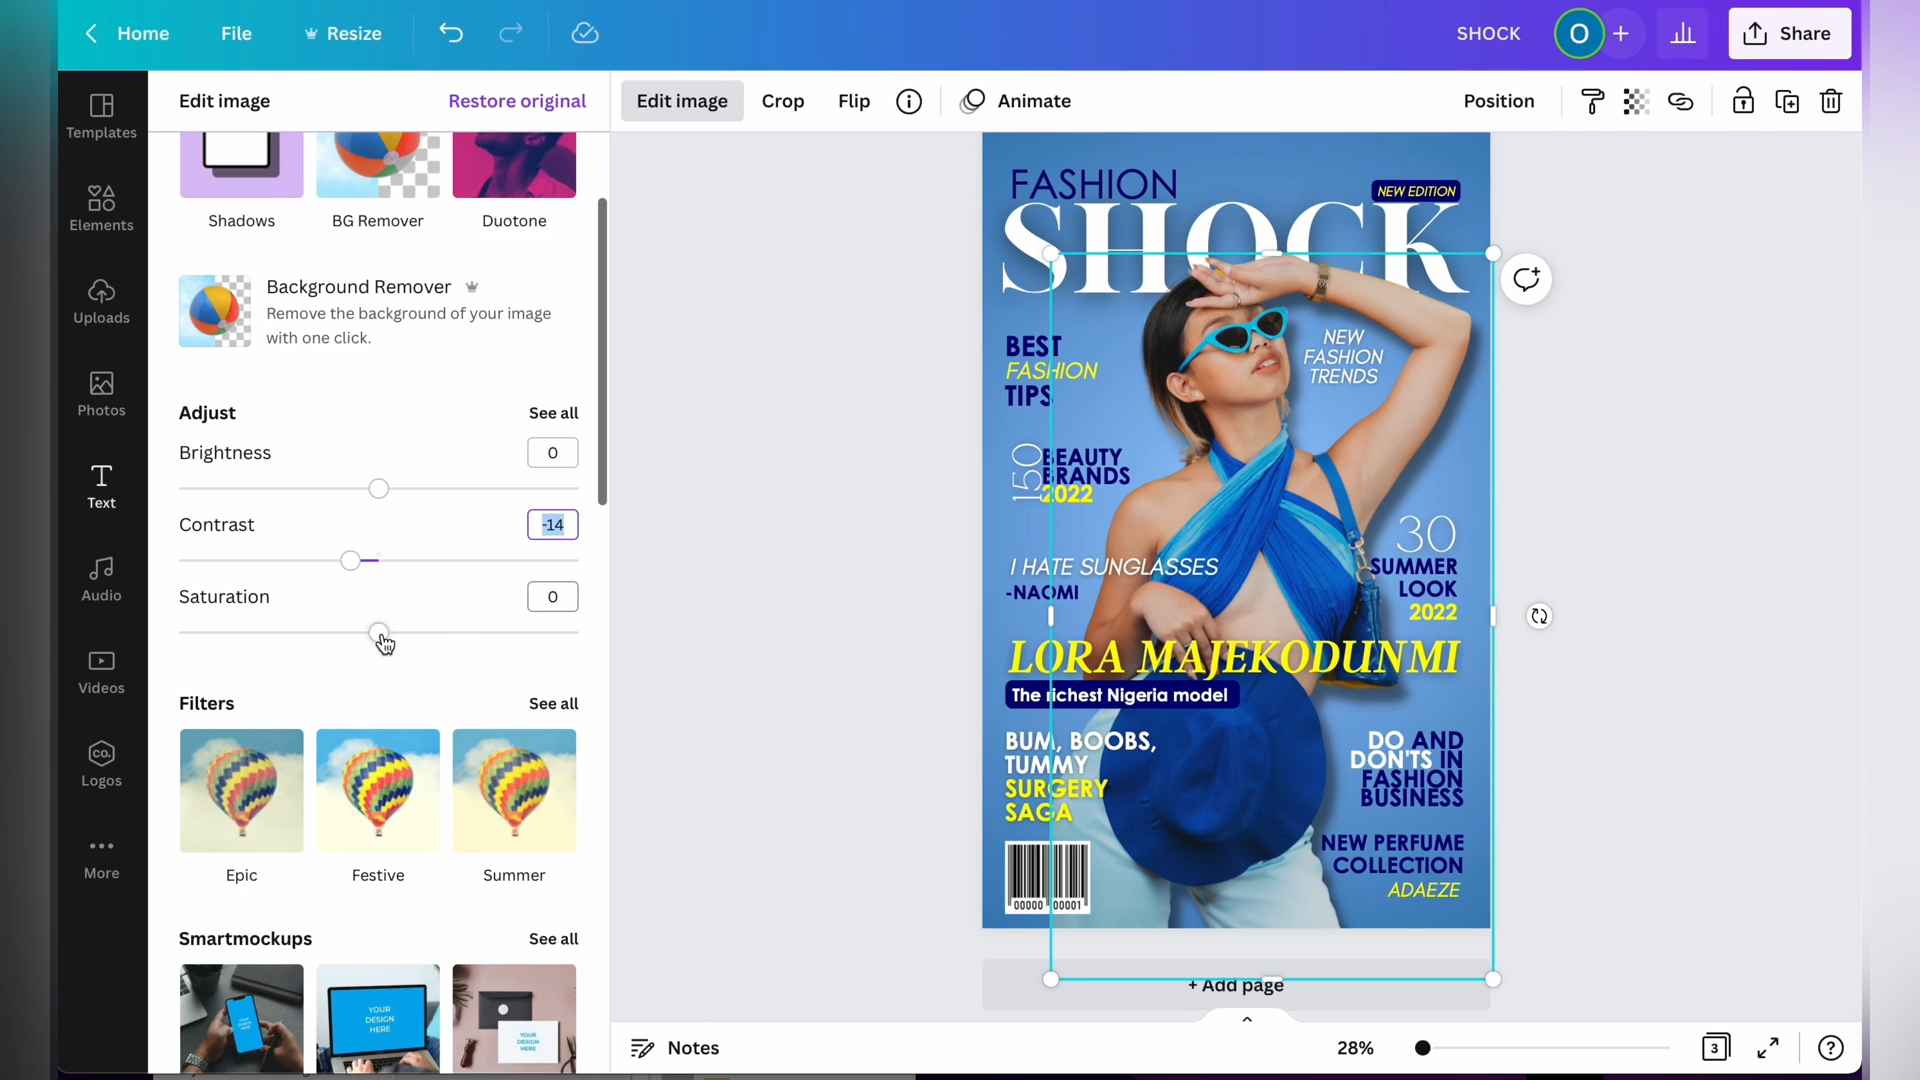 Home
File
Resize
SHOCK
O
Share
Templates
Elements
Uploads
Photos
Text
Audio
Videos
CO.
Logos
More
Edit image
Restore original
Shadows
BG Remover
Duotone
Background Remover
Remove the background of your image
with one click.
Adjust
See all
Brightness
0
Contrast
-14
Saturation
0
Filters
See all
Epic
Festive
Summer
Smartmockups
See all
YOUR
DESIGN
HERE
YOUR
DESIGN
HERE
Edit image
Crop
Flip
Animate
Position
FASHION
NEW EDITION
SHOCK
BEST
FASHION
TIPS
NEW
FASHION
TRENDS
150
BEAUTY
BRANDS
2022
30
SUMMER
LOOK
2022
I HATE SUNGLASSES
-NAOMI
LORA MAJEKODUNMI
The richest Nigeria model
BUM, BOOBS,
TUMMY
SURGERY
SAGA
DO AND
DON'TS IN
FASHION
BUSINESS
NEW PERFUME
COLLECTION
ADAEZE
00000 00001
+ Add page
Notes
28%
3